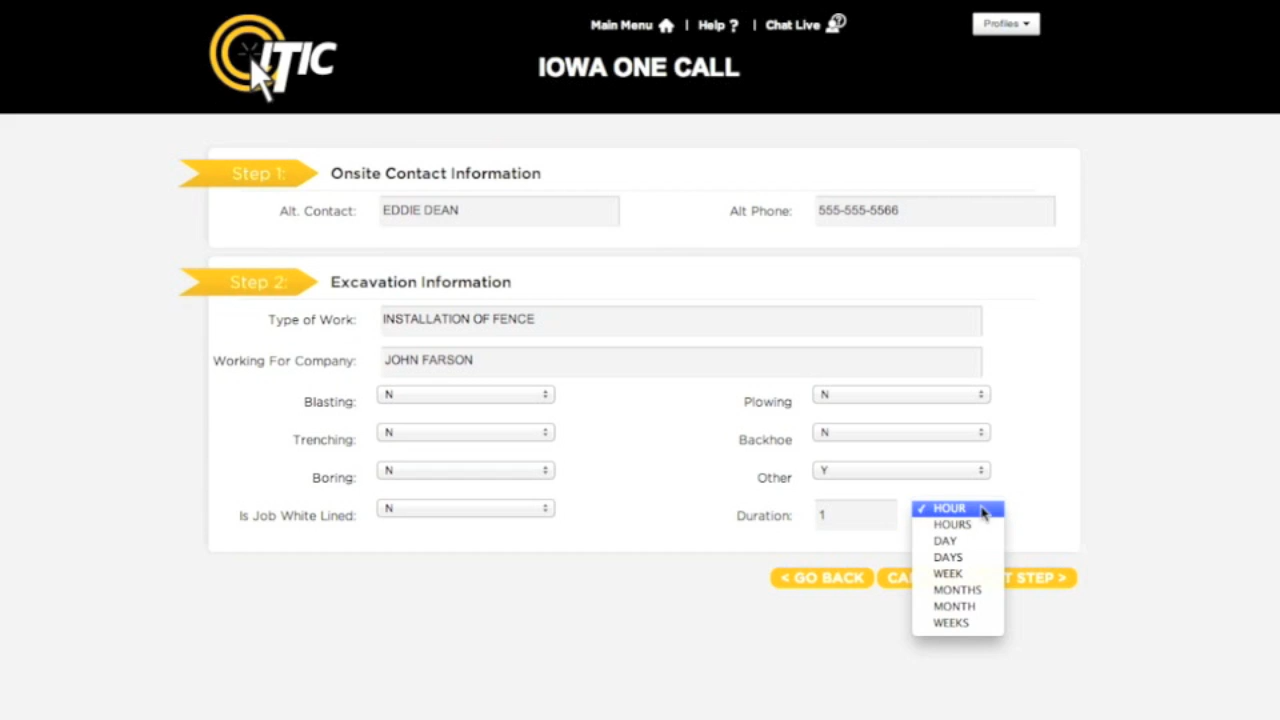 ITIC
Main Menu | Help ? | Chat Live
Profiles
IOWA ONE CALL
Step 1: Onsite Contact Information
Alt. Contact: EDDIE DEAN Alt Phone: 555-555-5566
Step 2: Excavation Information
Type of Work: INSTALLATION OF FENCE
Working For Company: JOHN FARSON
Blasting: N Plowing N
Trenching: N Backhoe N
Boring: N Other Y
Is Job White Lined: N Duration: 1 ✓ HOUR
HOURS
DAY
DAYS
WEEK
MONTHS
MONTH
WEEKS
< GO BACK STEP >